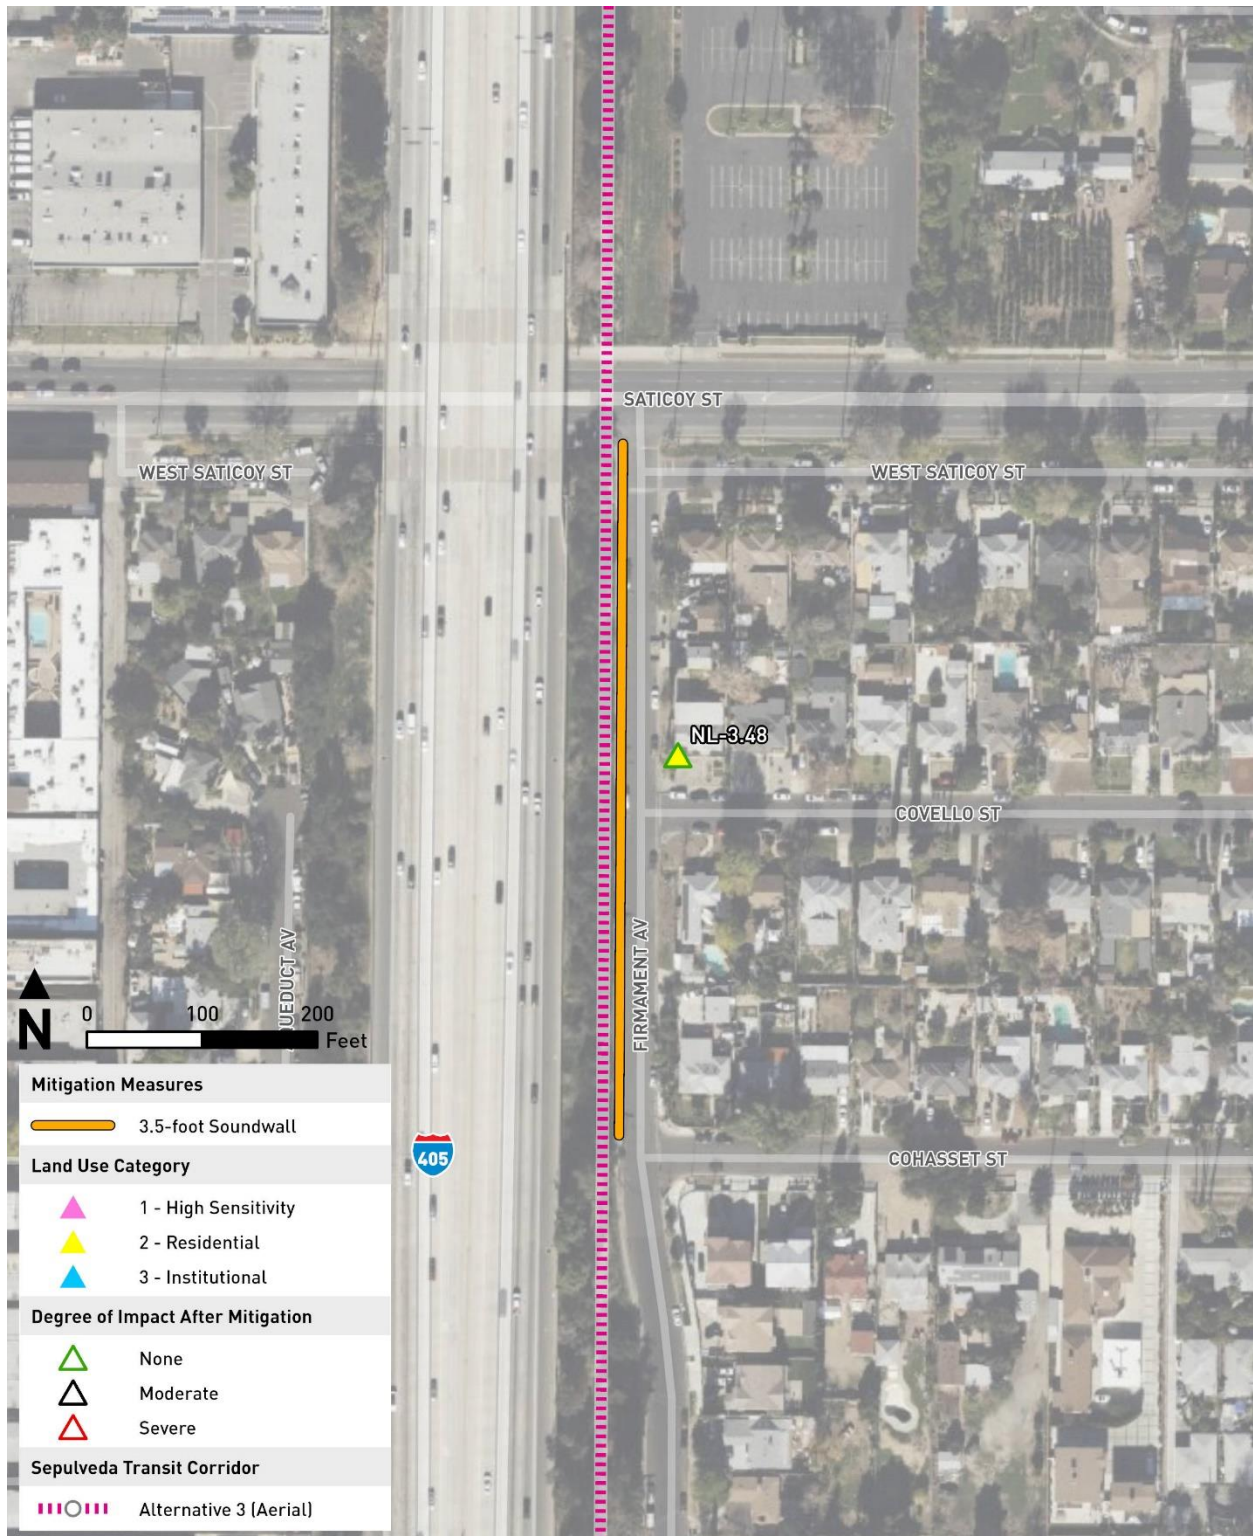 SATICOY ST
WEST SATICOY ST
WEST SATICOY ST
NL-3.48
COVELLO ST
FIRMAMENT AV
UEDUCT AV
N
0 100 200
Feet
COHASSET ST
405
Mitigation Measures
3.5-foot Soundwall
Land Use Category
1 - High Sensitivity
2 - Residential
3 - Institutional
Degree of Impact After Mitigation
None
Moderate
Severe
Sepulveda Transit Corridor
Alternative 3 (Aerial)